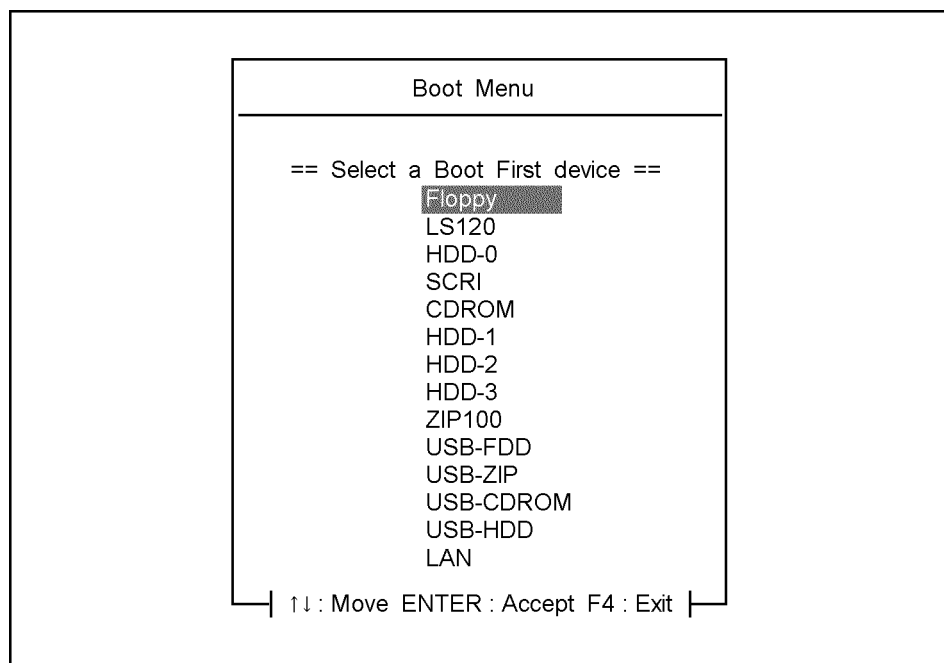 Boot Menu
== Select a Boot First device ==
Floppy
LS120
HDD-0
SCRI
CDROM
HDD-1
HDD-2
HDD-3
ZIP100
USB-FDD
USB-ZIP
USB-CDROM
USB-HDD
LAN
↑↓: Move ENTER : Accept F4 : Exit